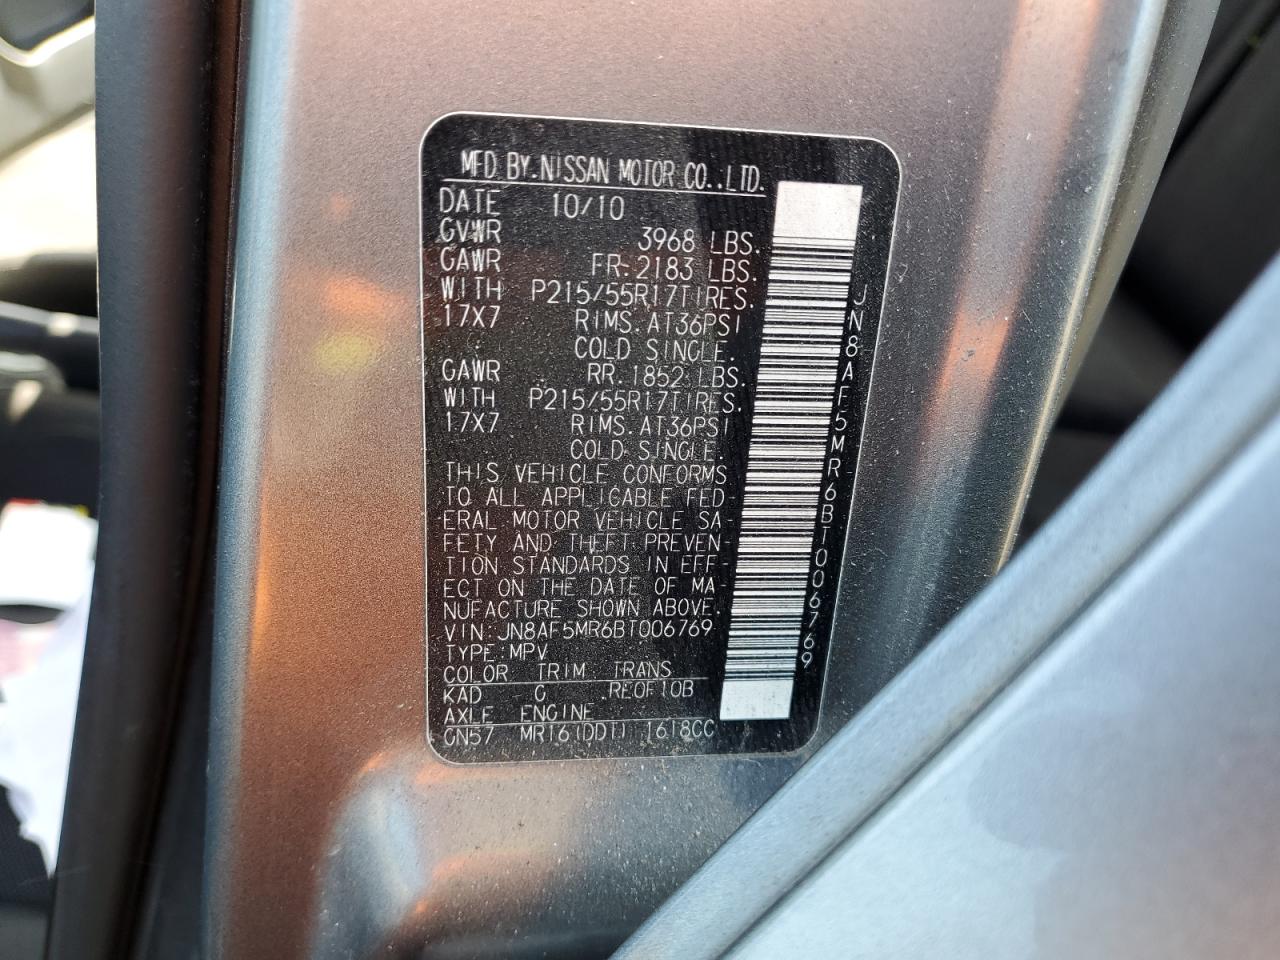 MFD BY.NISSAN MOTOR CO.,LTD.
DATE 10/10
GVWR 3968 LBS.
GAWR FR.2183 LBS.
WITH P215/55R17TIRES.
17X7 RIMS.AT36PSI
COLD SINGLE.
GAWR RR.1852 LBS.
WITH P215/55R17TIRES.
17X7 RIMS.AT36PSI
COLD SINGLE.
THIS VEHICLE CONFORMS
TO ALL APPLICABLE FED-
ERAL MOTOR VEHICLE SA-
FETY AND THEFT PREVEN-
TION STANDARDS IN EFF-
ECT ON THE DATE OF MA-
NUFACTURE SHOWN ABOVE.
VIN:JN8AF5MR6BT006769
TYPE:MPV
COLOR TRIM TRANS
KAD G REOF10B
AXLE ENGINE
CN57 MR16(DDT) 1618CC
JN8AF5MR6BT006769